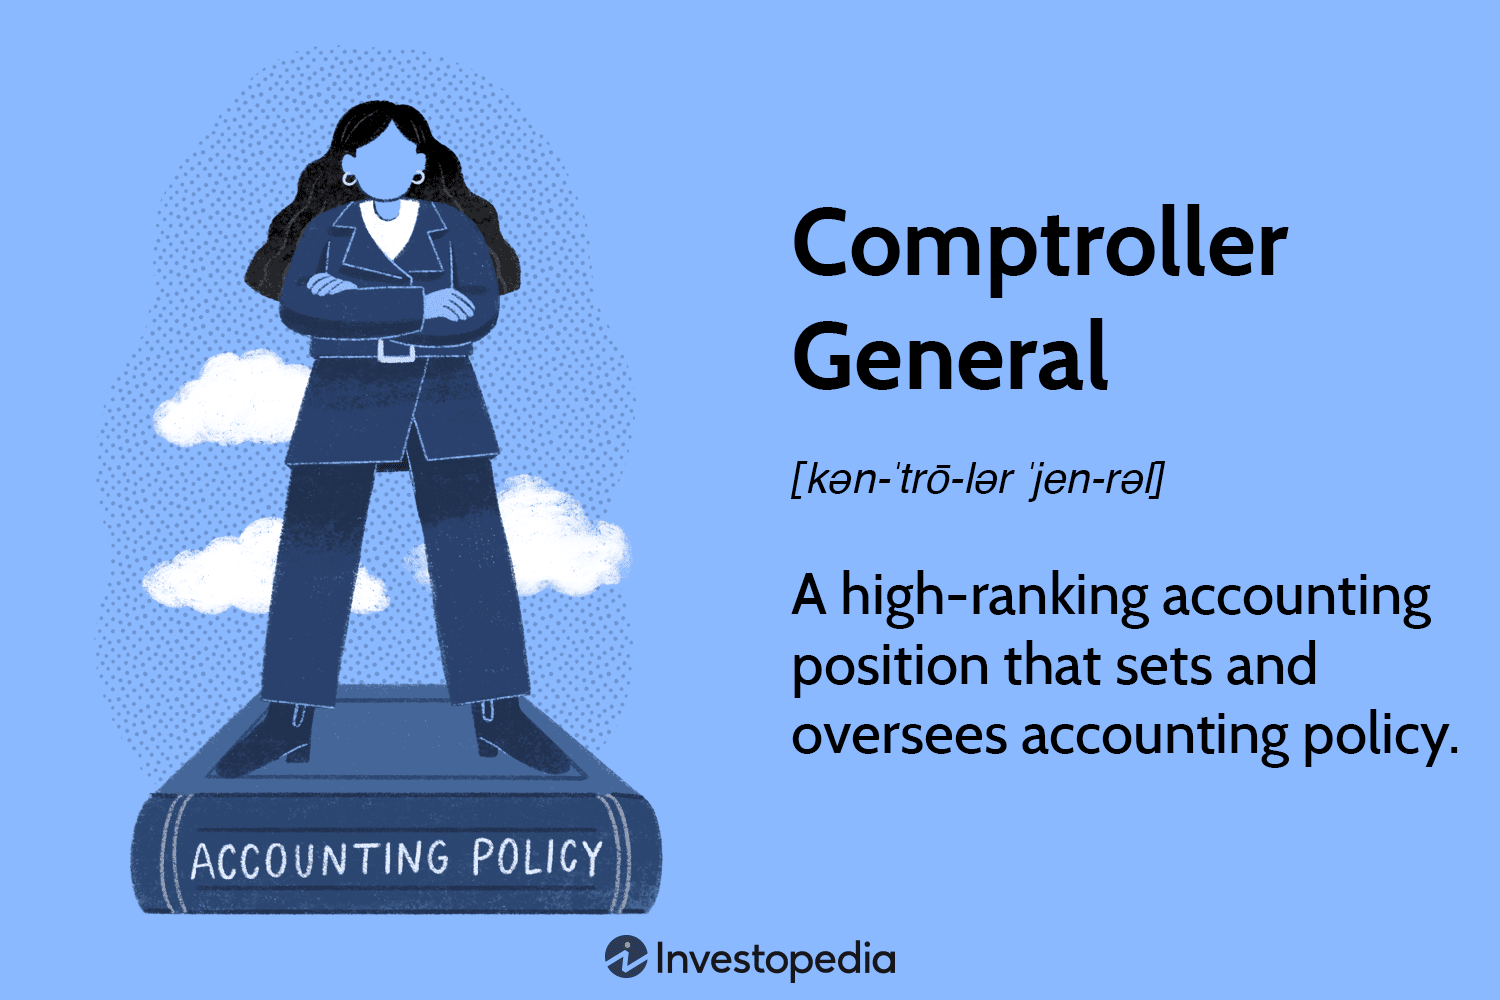 Comptroller
General
[kən-ˈtrō-lər ˈjen-rəl]
A high-ranking accounting
position that sets and
oversees accounting policy.
ACCOUNTING POLICY
Investopedia